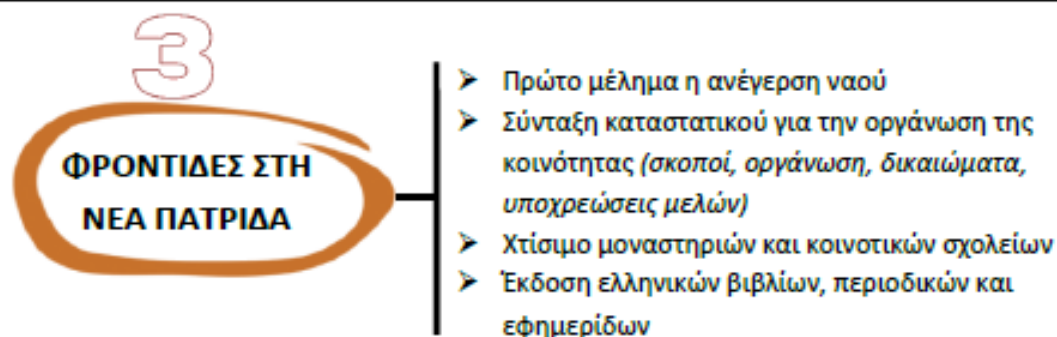 3
ΦΡΟΝΤΙΔΕΣ ΣΤΗ
ΝΕΑ ΠΑΤΡΙΔΑ
➤ Πρώτο μέλημα η ανέγερση ναού
➤ Σύνταξη καταστατικού για την οργάνωση της
κοινότητας (σκοποί, οργάνωση, δικαιώματα,
υποχρεώσεις μελών)
➤ Χτίσιμο μοναστηριών και κοινοτικών σχολείων
➤ Έκδοση ελληνικών βιβλίων, περιοδικών και
εφημερίδων